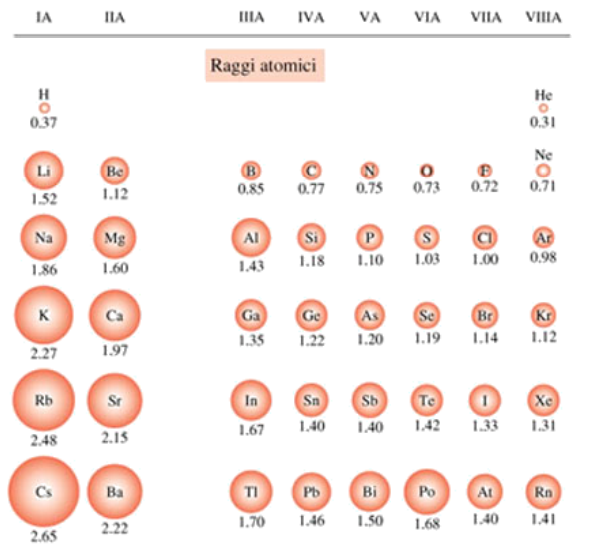 IA IIA IIIA IVA VA VIA VIIA VIIIA
Raggi atomici
H He
0.37 0.31
Li Be B C N O F Ne
1.52 1.12 0.85 0.77 0.75 0.73 0.72 0.71
Na Mg Al Si P S Cl Ar
1.86 1.60 1.43 1.18 1.10 1.03 1.00 0.98
K Ca Ga Ge As Se Br Kr
2.27 1.97 1.35 1.22 1.20 1.19 1.14 1.12
Rb Sr In Sn Sb Te I Xe
2.48 2.15 1.67 1.40 1.40 1.42 1.33 1.31
Cs Ba Tl Pb Bi Po At Rn
2.65 2.22 1.70 1.46 1.50 1.68 1.40 1.41